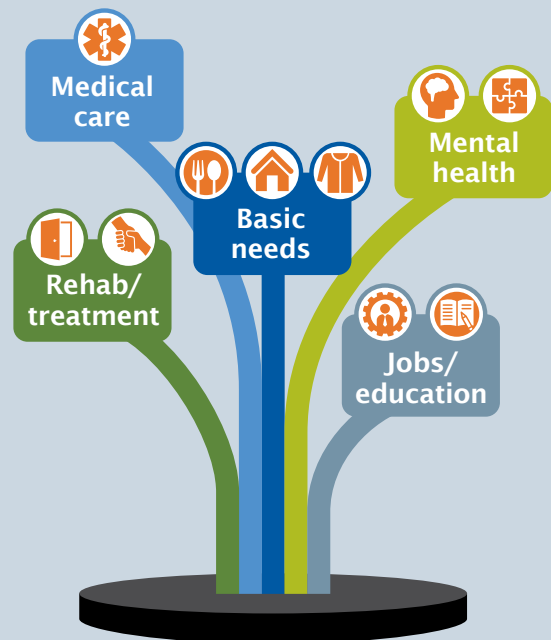 Medical
care
Mental
health
Basic
needs
Rehab/
treatment
Jobs/
education